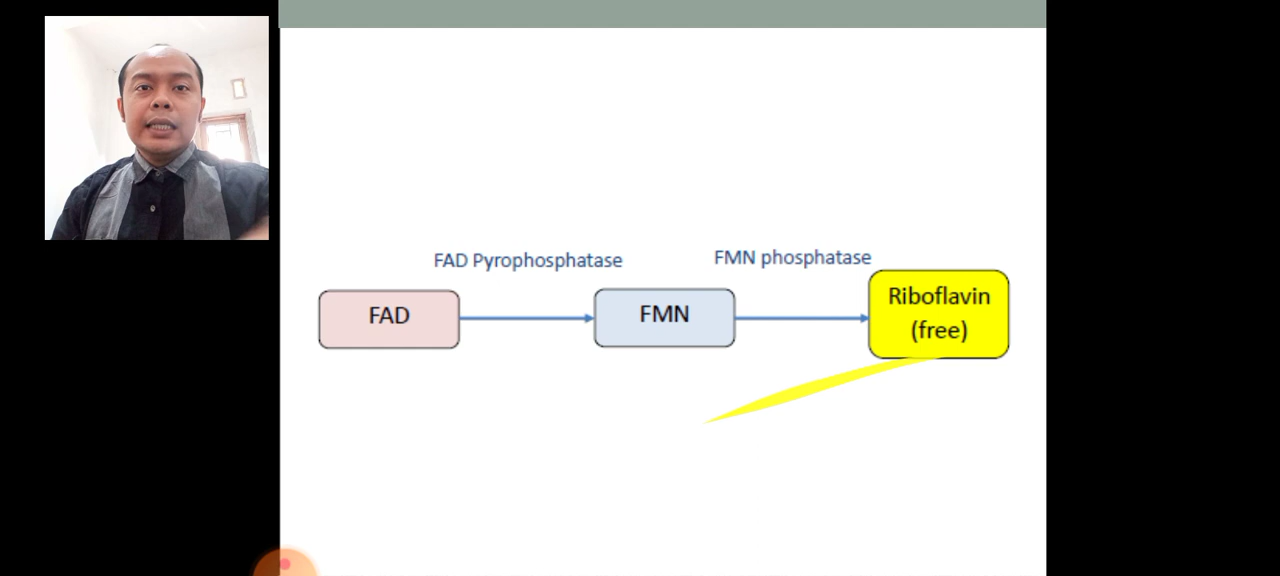 FAD Pyrophosphatase
FMN phosphatase
FAD
FMN
Riboflavin
(free)